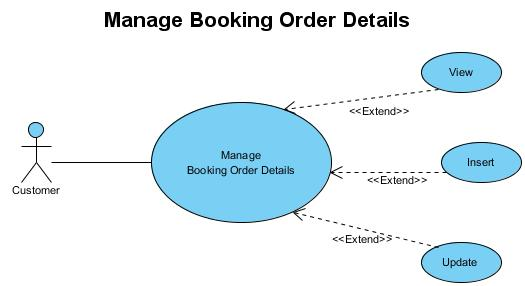 Manage Booking Order Details
View
<<Extend>>
Manage
Booking Order Details
Insert
<<Extend>>
Customer
<<Extend>>
Update